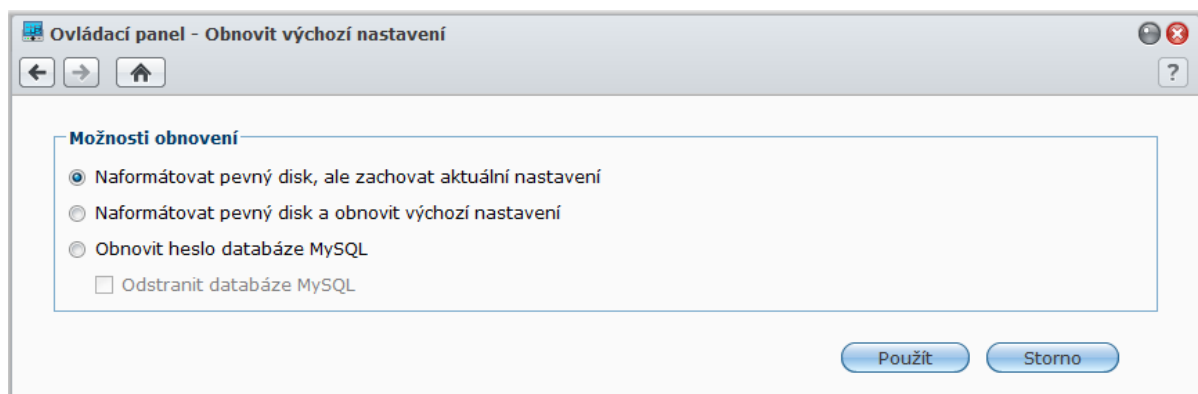 Ovládací panel - Obnovit výchozí nastavení
?
Možnosti obnovení
Naformátovat pevný disk, ale zachovat aktuální nastavení
Naformátovat pevný disk a obnovit výchozí nastavení
Obnovit heslo databáze MySQL
Odstranit databáze MySQL
Použít Storno